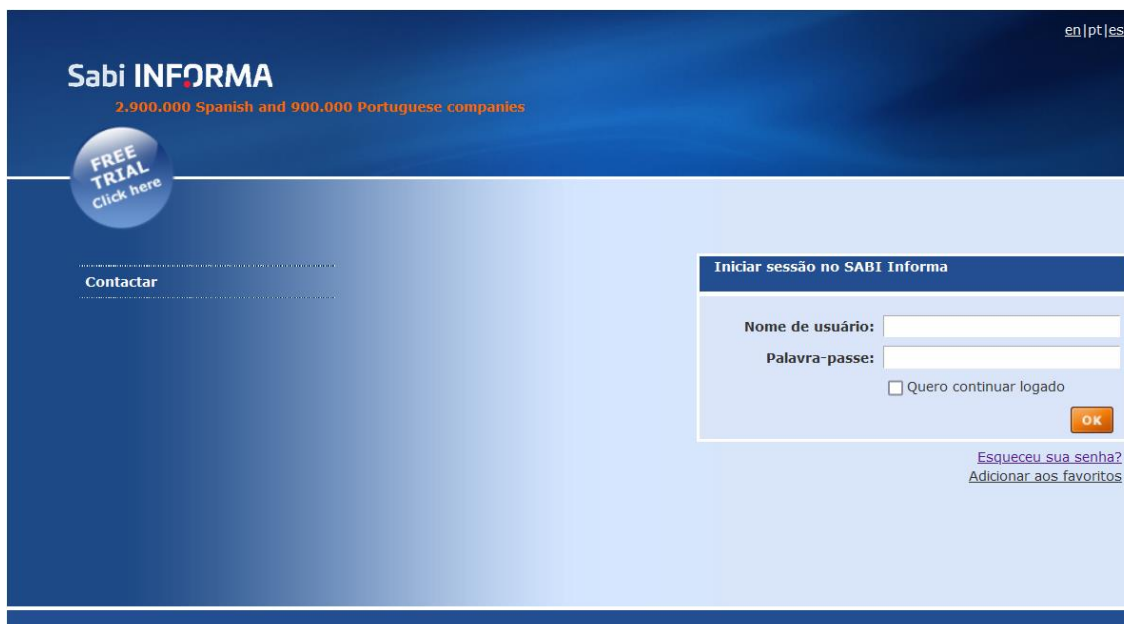 en|pt|es
Sabi INFORMA
2.900.000 Spanish and 900.000 Portuguese companies
FREE
TRIAL
Click here
Contactar
Iniciar sessão no SABI Informa
Nome de usuário:
Palavra-passe:
Quero continuar logado
OK
Esqueceu sua senha?
Adicionar aos favoritos